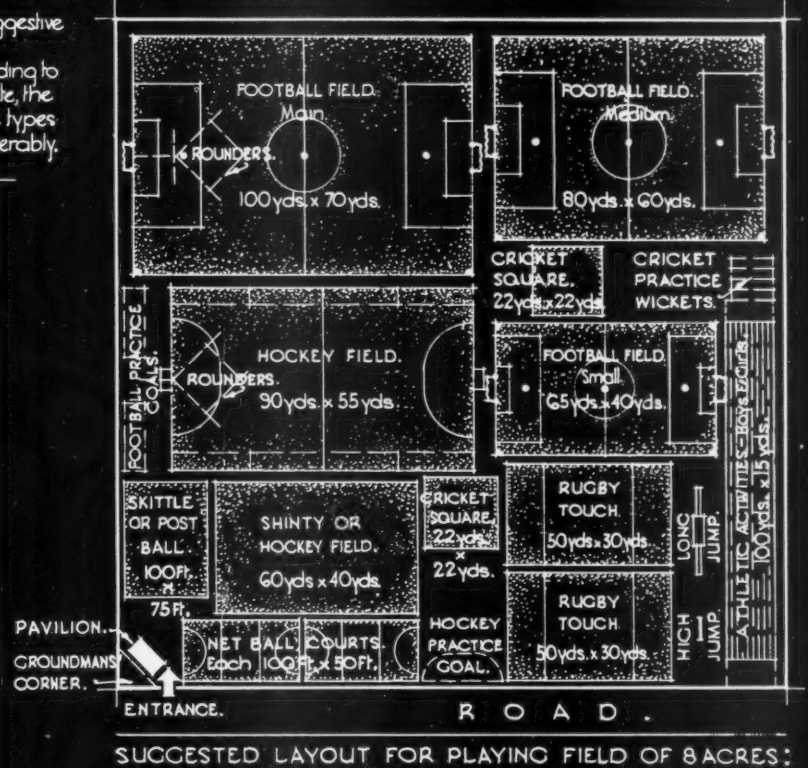 ggestive
ding to
te, the
types
erably.
FOOTBALL FIELD.
Main
ROUNDERS.
100yds. x 70yds.
FOOTBALL FIELD.
Medium.
80yds. x 60yds.
CRICKET
SQUARE.
22yds. x 22yds.
CRICKET
PRACTICE
WICKETS.
FOOTBALL PRACTICE
GOALS.
HOCKEY FIELD.
ROUNDERS.
90yds. x 55yds.
FOOTBALL FIELD.
Small.
65yds. x 40yds.
ATHLETIC ACTIVITIES-Boys & Girls.
100yds. x 15yds.
SKITTLE
OR POST
BALL.
100Ft.
x
75Ft.
SHINTY OR
HOCKEY FIELD.
60yds x 40yds.
CRICKET
SQUARE.
22yds.
x
22yds.
RUGBY
TOUCH.
50yds. x 30yds.
LONG
JUMP.
RUGBY
TOUCH.
50yds. x 30yds.
HIGH
JUMP.
HOCKEY
PRACTICE
GOAL.
NET BALL COURTS.
Each 100Ft. x 50Ft.
PAVILION.
GROUNDMANS
CORNER.
ENTRANCE.
ROAD.
SUGGESTED LAYOUT FOR PLAYING FIELD OF 8 ACRES: